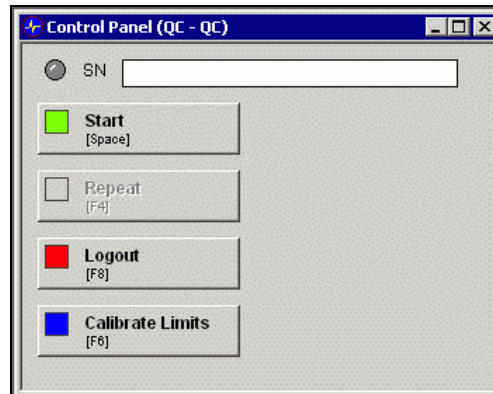 Control Panel (QC - QC)
SN
Start
[Space]
Repeat
[F4]
Logout
[F8]
Calibrate Limits
[F6]